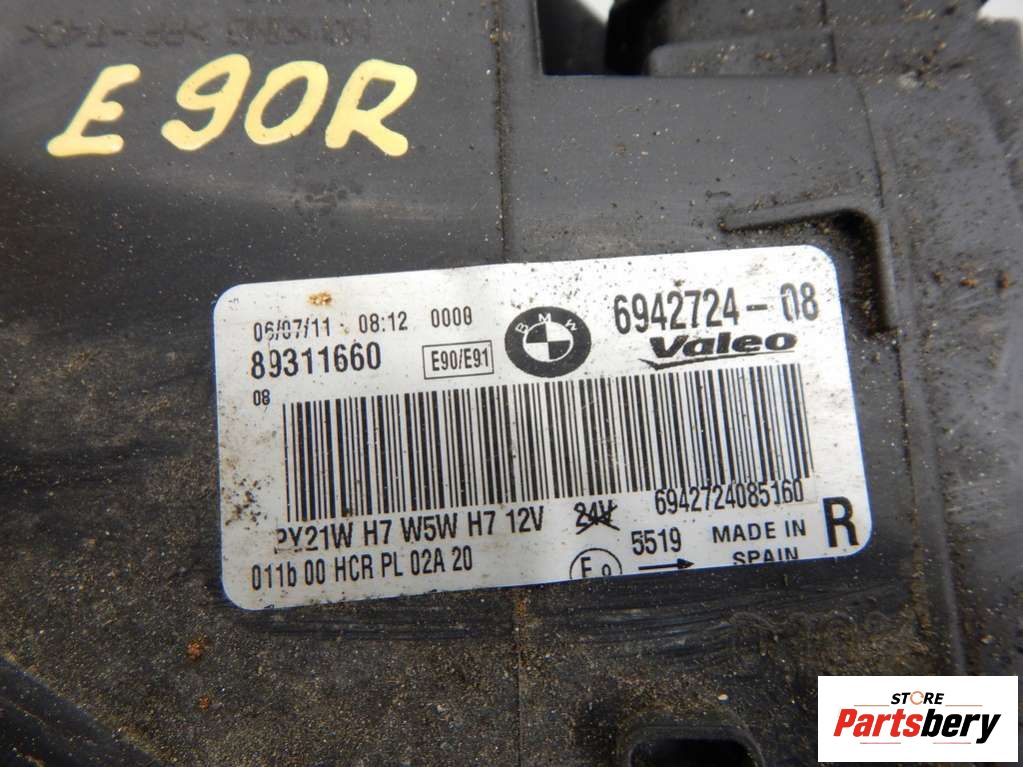 E90R
06/07/11 08:12 0008
89311660
E90/E91
08
BMW
6942724-08
Valeo
6942724085160
PY21W H7 W5W H7 12V 24V
011b 00 HCR PL 02A 20
5519
MADE IN
SPAIN
R
STORE
Partsbery